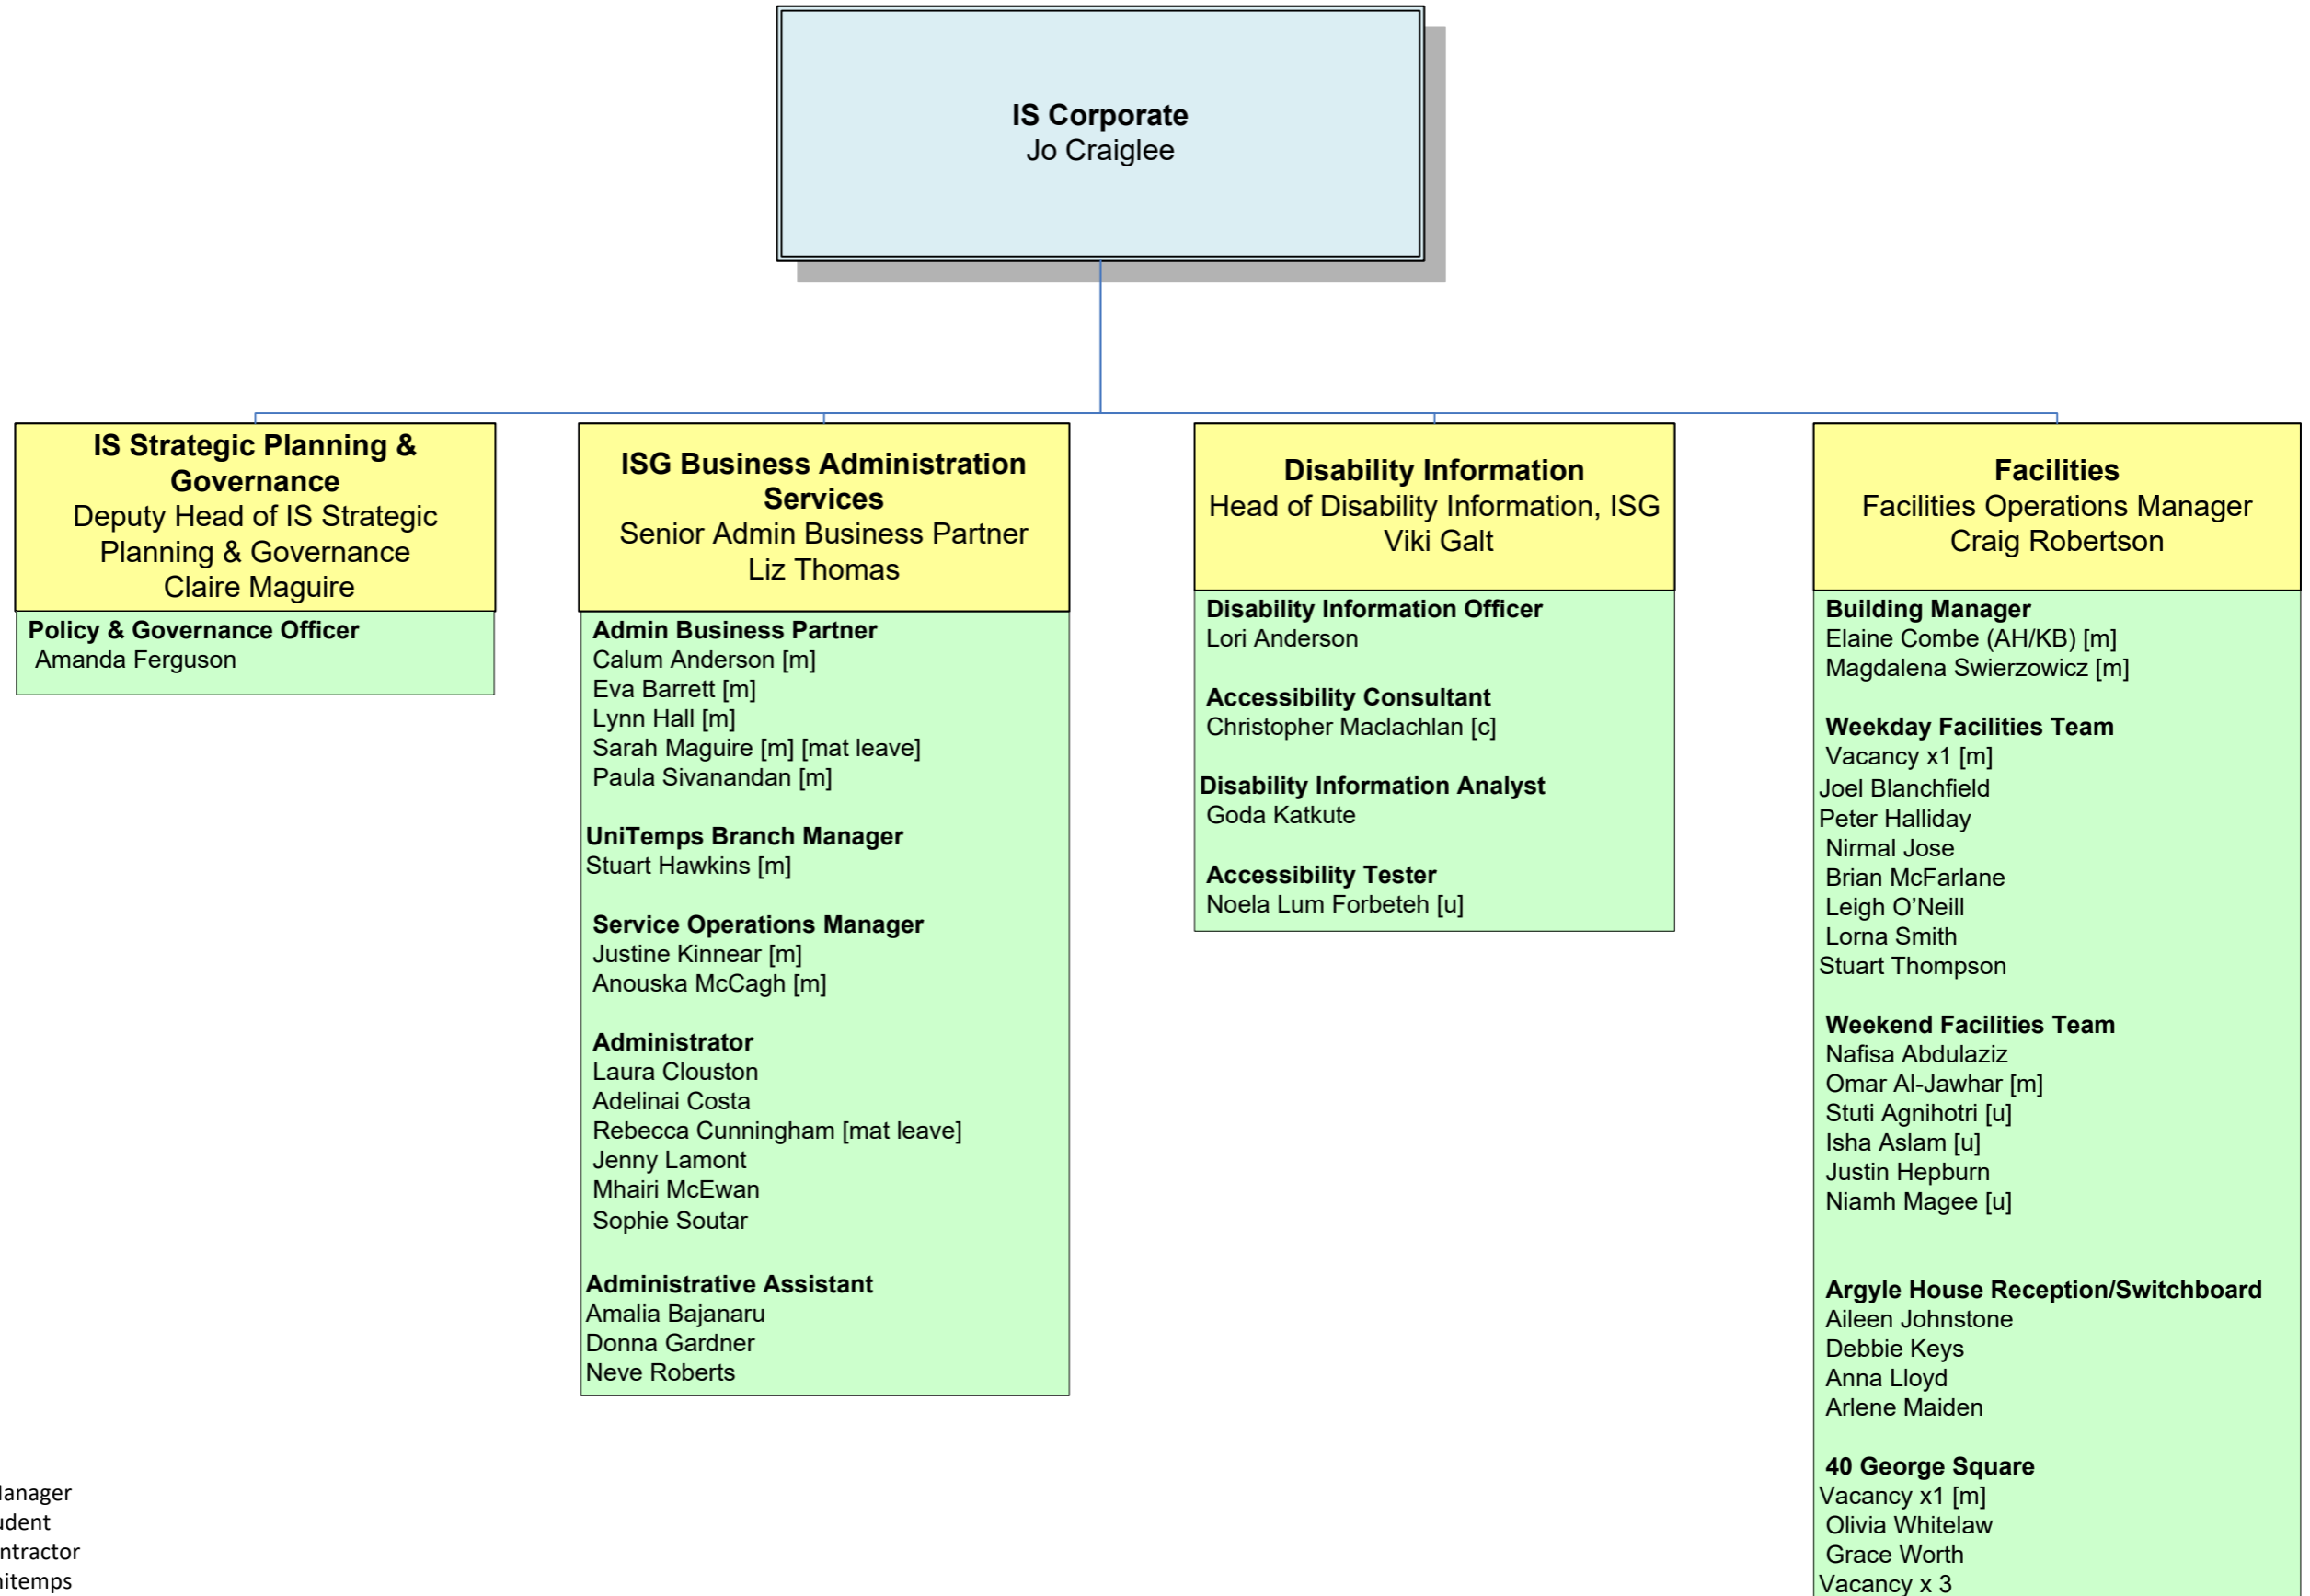 IS Corporate
Jo Craiglee
IS Strategic Planning &
Governance
Deputy Head of IS Strategic
Planning & Governance
Claire Maguire
Policy & Governance Officer
Amanda Ferguson
ISG Business Administration
Services
Senior Admin Business Partner
Liz Thomas
Admin Business Partner
Calum Anderson [m]
Eva Barrett [m]
Lynn Hall [m]
Sarah Maguire [m] [mat leave]
Paula Sivanandan [m]
UniTemps Branch Manager
Stuart Hawkins [m]
Service Operations Manager
Justine Kinnear [m]
Anouska McCagh [m]
Administrator
Laura Clouston
Adelinai Costa
Rebecca Cunningham [mat leave]
Jenny Lamont
Mhairi McEwan
Sophie Soutar
Administrative Assistant
Amalia Bajanaru
Donna Gardner
Neve Roberts
Disability Information
Head of Disability Information, ISG
Viki Galt
Disability Information Officer
Lori Anderson
Accessibility Consultant
Christopher Maclachlan [c]
Disability Information Analyst
Goda Katkute
Accessibility Tester
Noela Lum Forbeteh [u]
Facilities
Facilities Operations Manager
Craig Robertson
Building Manager
Elaine Combe (AH/KB) [m]
Magdalena Swierzowicz [m]
Weekday Facilities Team
Vacancy x1 [m]
Joel Blanchfield
Peter Halliday
Nirmal Jose
Brian McFarlane
Leigh O’Neill
Lorna Smith
Stuart Thompson
Weekend Facilities Team
Nafisa Abdulaziz
Omar Al-Jawhar [m]
Stuti Agnihotri [u]
Isha Aslam [u]
Justin Hepburn
Niamh Magee [u]
Argyle House Reception/Switchboard
Aileen Johnstone
Debbie Keys
Anna Lloyd
Arlene Maiden
40 George Square
Vacancy x1 [m]
Olivia Whitelaw
Grace Worth
Vacancy x 3